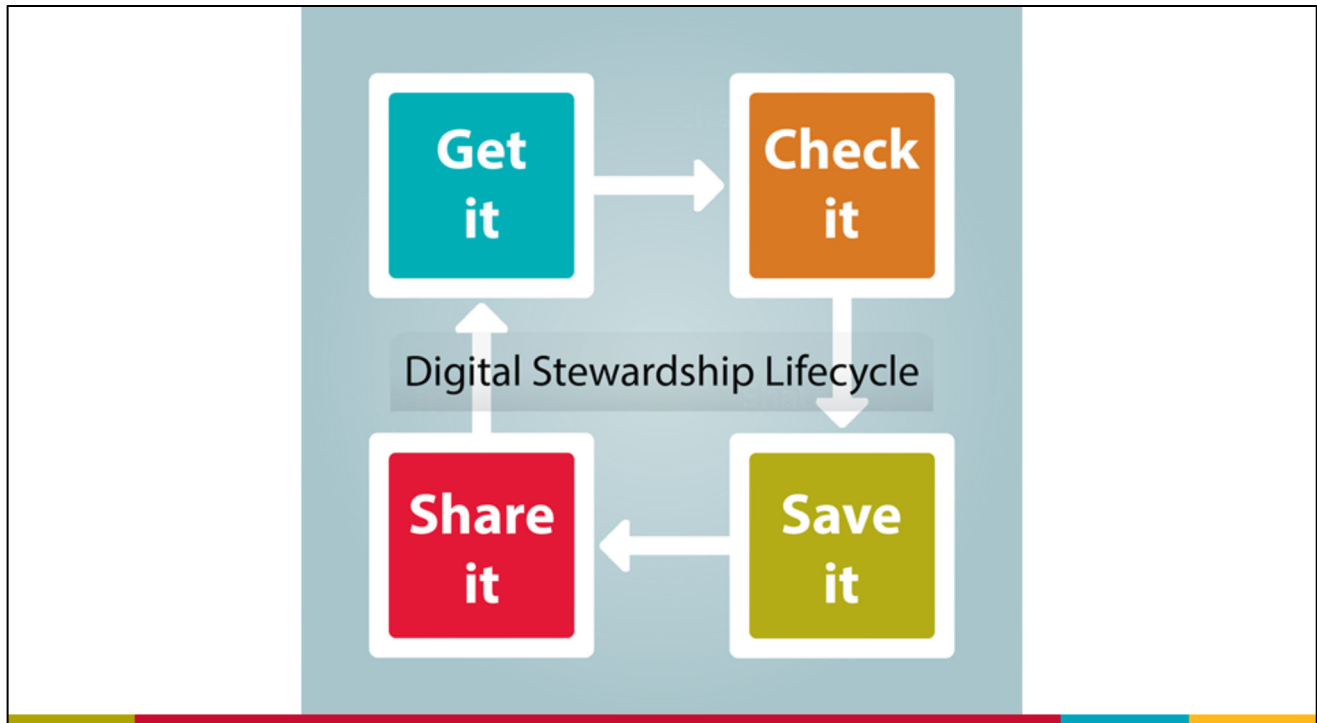 Get
it
Check
it
Digital Stewardship Lifecycle
Share
it
Save
it